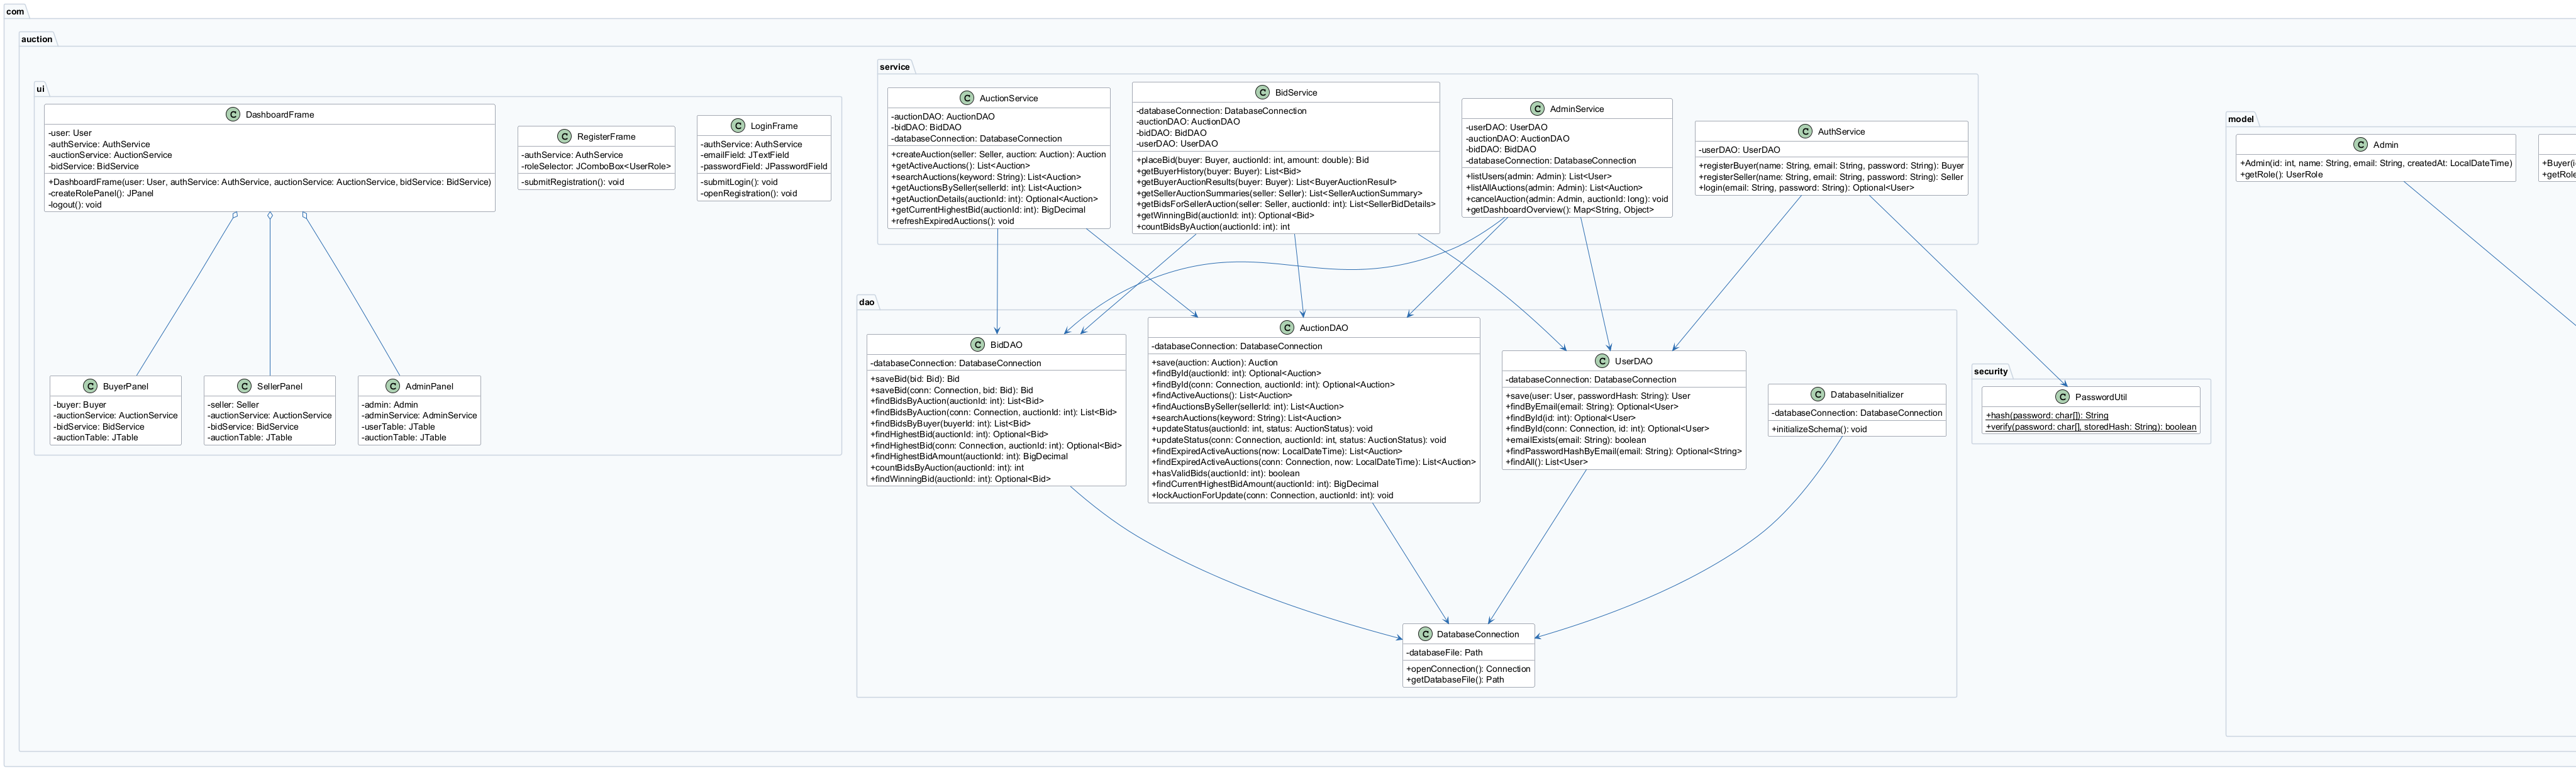 com
auction
ui
DashboardFrame
-user: User
-authService: AuthService
-auctionService: AuctionService
-bidService: BidService
+DashboardFrame(user: User, authService: AuthService, auctionService: AuctionService, bidService: BidService)
-createRolePanel(): JPanel
-logout(): void
RegisterFrame
-authService: AuthService
-roleSelector: JComboBox<UserRole>
-submitRegistration(): void
LoginFrame
-authService: AuthService
-emailField: JTextField
-passwordField: JPasswordField
-submitLogin(): void
-openRegistration(): void
BuyerPanel
-buyer: Buyer
-auctionService: AuctionService
-bidService: BidService
-auctionTable: JTable
SellerPanel
-seller: Seller
-auctionService: AuctionService
-bidService: BidService
-auctionTable: JTable
AdminPanel
-admin: Admin
-adminService: AdminService
-userTable: JTable
-auctionTable: JTable
service
AuctionService
-auctionDAO: AuctionDAO
-bidDAO: BidDAO
-databaseConnection: DatabaseConnection
+createAuction(seller: Seller, auction: Auction): Auction
+getActiveAuctions(): List<Auction>
+searchAuctions(keyword: String): List<Auction>
+getAuctionsBySeller(sellerId: int): List<Auction>
+getAuctionDetails(auctionId: int): Optional<Auction>
+getCurrentHighestBid(auctionId: int): BigDecimal
+refreshExpiredAuctions(): void
BidService
-databaseConnection: DatabaseConnection
-auctionDAO: AuctionDAO
-bidDAO: BidDAO
-userDAO: UserDAO
+placeBid(buyer: Buyer, auctionId: int, amount: double): Bid
+getBuyerHistory(buyer: Buyer): List<Bid>
+getBuyerAuctionResults(buyer: Buyer): List<BuyerAuctionResult>
+getSellerAuctionSummaries(seller: Seller): List<SellerAuctionSummary>
+getBidsForSellerAuction(seller: Seller, auctionId: int): List<SellerBidDetails>
+getWinningBid(auctionId: int): Optional<Bid>
+countBidsByAuction(auctionId: int): int
AdminService
-userDAO: UserDAO
-auctionDAO: AuctionDAO
-bidDAO: BidDAO
-databaseConnection: DatabaseConnection
+listUsers(admin: Admin): List<User>
+listAllAuctions(admin: Admin): List<Auction>
+cancelAuction(admin: Admin, auctionId: long): void
+getDashboardOverview(): Map<String, Object>
AuthService
-userDAO: UserDAO
+registerBuyer(name: String, email: String, password: String): Buyer
+registerSeller(name: String, email: String, password: String): Seller
+login(email: String, password: String): Optional<User>
dao
BidDAO
-databaseConnection: DatabaseConnection
+saveBid(bid: Bid): Bid
+saveBid(conn: Connection, bid: Bid): Bid
+findBidsByAuction(auctionId: int): List<Bid>
+findBidsByAuction(conn: Connection, auctionId: int): List<Bid>
+findBidsByBuyer(buyerId: int): List<Bid>
+findHighestBid(auctionId: int): Optional<Bid>
+findHighestBid(conn: Connection, auctionId: int): Optional<Bid>
+findHighestBidAmount(auctionId: int): BigDecimal
+countBidsByAuction(auctionId: int): int
+findWinningBid(auctionId: int): Optional<Bid>
AuctionDAO
-databaseConnection: DatabaseConnection
+save(auction: Auction): Auction
+findById(auctionId: int): Optional<Auction>
+findById(conn: Connection, auctionId: int): Optional<Auction>
+findActiveAuctions(): List<Auction>
+findAuctionsBySeller(sellerId: int): List<Auction>
+searchAuctions(keyword: String): List<Auction>
+updateStatus(auctionId: int, status: AuctionStatus): void
+updateStatus(conn: Connection, auctionId: int, status: AuctionStatus): void
+findExpiredActiveAuctions(now: LocalDateTime): List<Auction>
+findExpiredActiveAuctions(conn: Connection, now: LocalDateTime): List<Auction>
+hasValidBids(auctionId: int): boolean
+findCurrentHighestBidAmount(auctionId: int): BigDecimal
+lockAuctionForUpdate(conn: Connection, auctionId: int): void
UserDAO
-databaseConnection: DatabaseConnection
+save(user: User, passwordHash: String): User
+findByEmail(email: String): Optional<User>
+findById(id: int): Optional<User>
+findById(conn: Connection, id: int): Optional<User>
+emailExists(email: String): boolean
+findPasswordHashByEmail(email: String): Optional<String>
+findAll(): List<User>
DatabaseInitializer
-databaseConnection: DatabaseConnection
+initializeSchema(): void
DatabaseConnection
-databaseFile: Path
+openConnection(): Connection
+getDatabaseFile(): Path
security
PasswordUtil
+hash(password: char[]): String
+verify(password: char[], storedHash: String): boolean
model
Admin
+Admin(id: int, name: String, email: String, createdAt: LocalDateTime)
+getRole(): UserRole
+Buyer(i
+getRole